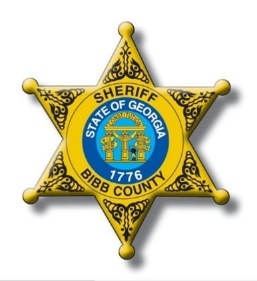 SHERIFF
STATE OF GEORGIA
1776
BIBB COUNTY